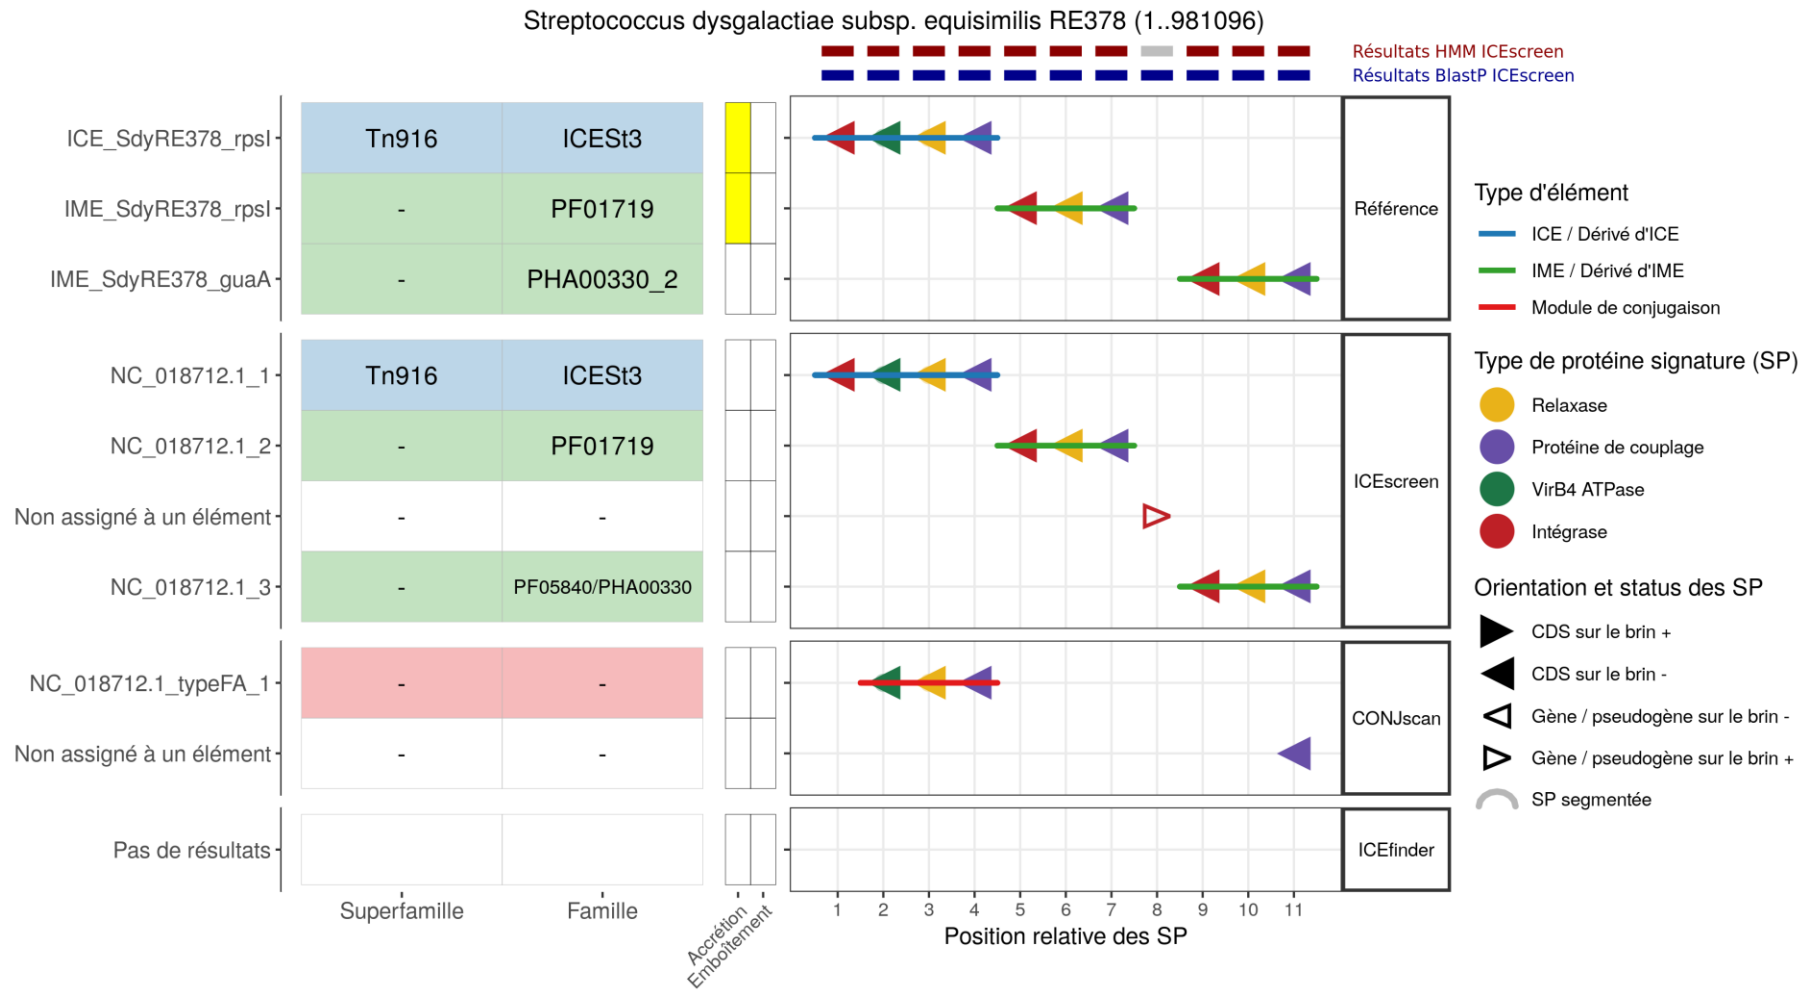 Streptococcus dysgalactiae subsp. equisimilis RE378 (1..981096)
Résultats HMM ICEscreen
Résultats BlastP ICEscreen
ICE_SdyRE378_rpsI
Tn916
ICESt3
IME_SdyRE378_rpsI
-
PF01719
IME_SdyRE378_guaA
-
PHA00330_2
Référence
NC_018712.1_1
Tn916
ICESt3
NC_018712.1_2
-
PF01719
Non assigné à un élément
-
-
NC_018712.1_3
-
PF05840/PHA00330
ICEscreen
NC_018712.1_typeFA_1
-
-
Non assigné à un élément
-
-
CONJscan
Pas de résultats
ICEfinder
Superfamille
Famille
Accrétion
Emboîtement
1 2 3 4 5 6 7 8 9 10 11
Position relative des SP
Type d'élément
ICE / Dérivé d'ICE
IME / Dérivé d'IME
Module de conjugaison
Type de protéine signature (SP)
Relaxase
Protéine de couplage
VirB4 ATPase
Intégrase
Orientation et status des SP
CDS sur le brin +
CDS sur le brin -
Gène / pseudogène sur le brin -
Gène / pseudogène sur le brin +
SP segmentée